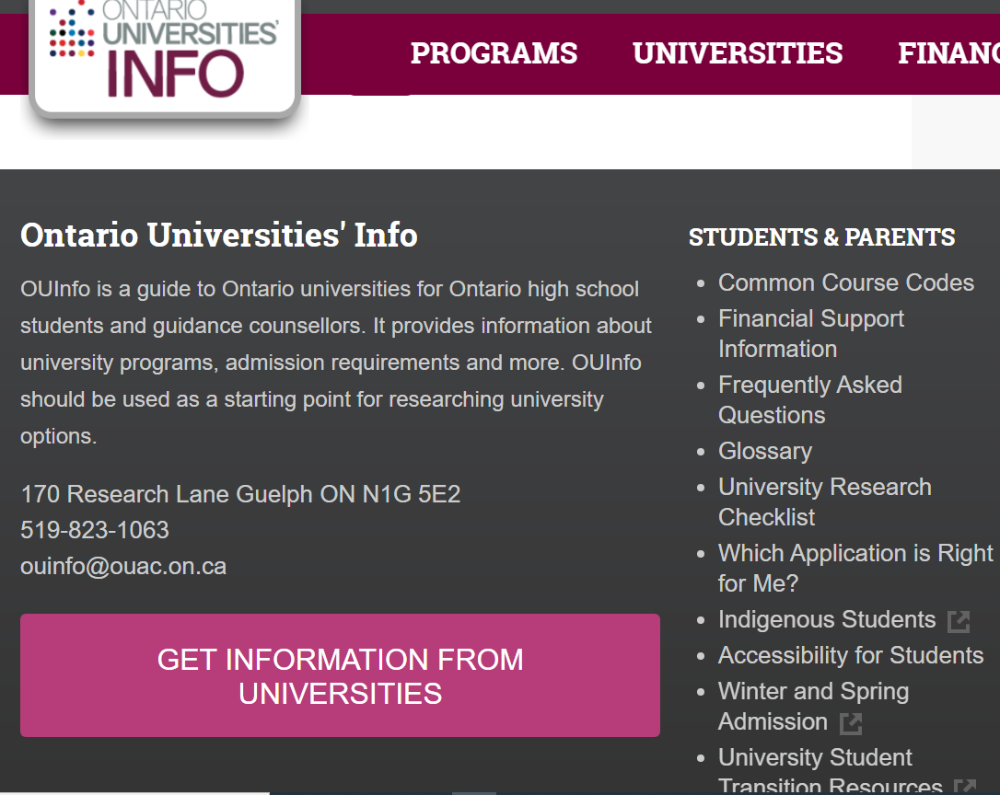 ONTARIO
UNIVERSITIES'
INFO
PROGRAMS
UNIVERSITIES
Ontario Universities' Info
OUInfo is a guide to Ontario universities for Ontario high school
students and guidance counsellors. It provides information about
university programs, admission requirements and more. OUInfo
should be used as a starting point for researching university
options.
170 Research Lane Guelph ON N1G 5E2
519-823-1063
ouinfo@ouac.on.ca
GET INFORMATION FROM
UNIVERSITIES
STUDENTS & PARENTS
• Common Course Codes
• Financial Support
Information
• Frequently Asked
Questions
• Glossary
• University Research
Checklist
• Which Application is Right
for Me?
• Indigenous Students
• Accessibility for Students
• Winter and Spring
Admission
• University Student
Transition Resources